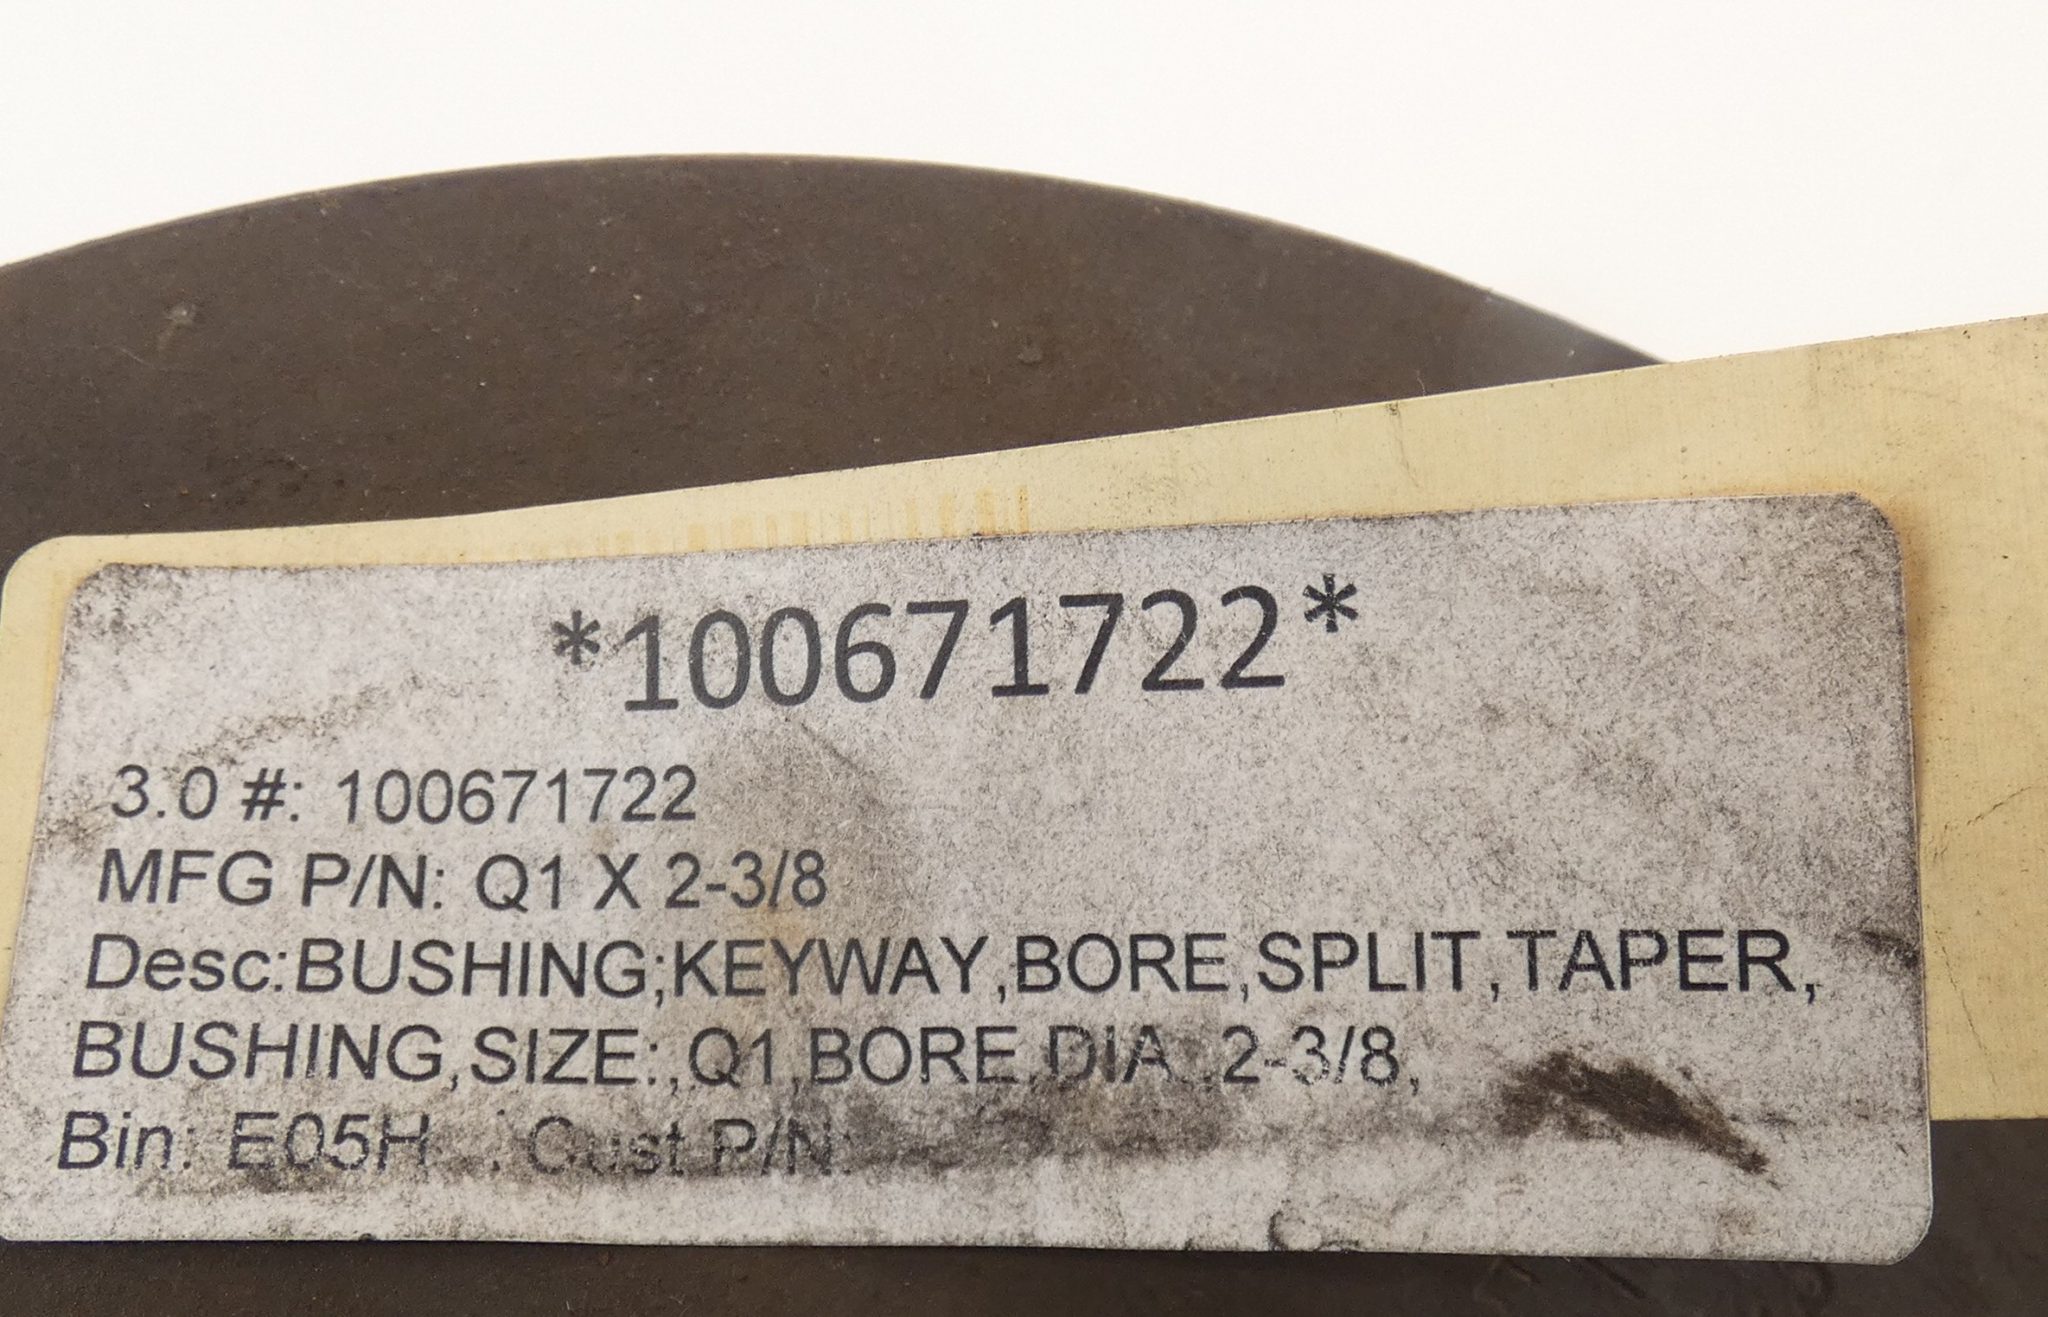 *100671722*
3.0 #: 100671722
MFG P/N: Q1 X 2-3/8
Desc:BUSHING;KEYWAY,BORE,SPLIT,TAPER,
BUSHING,SIZE:,Q1,BORE,DIA.,2-3/8,
Bin: E05H : Cust P/N: